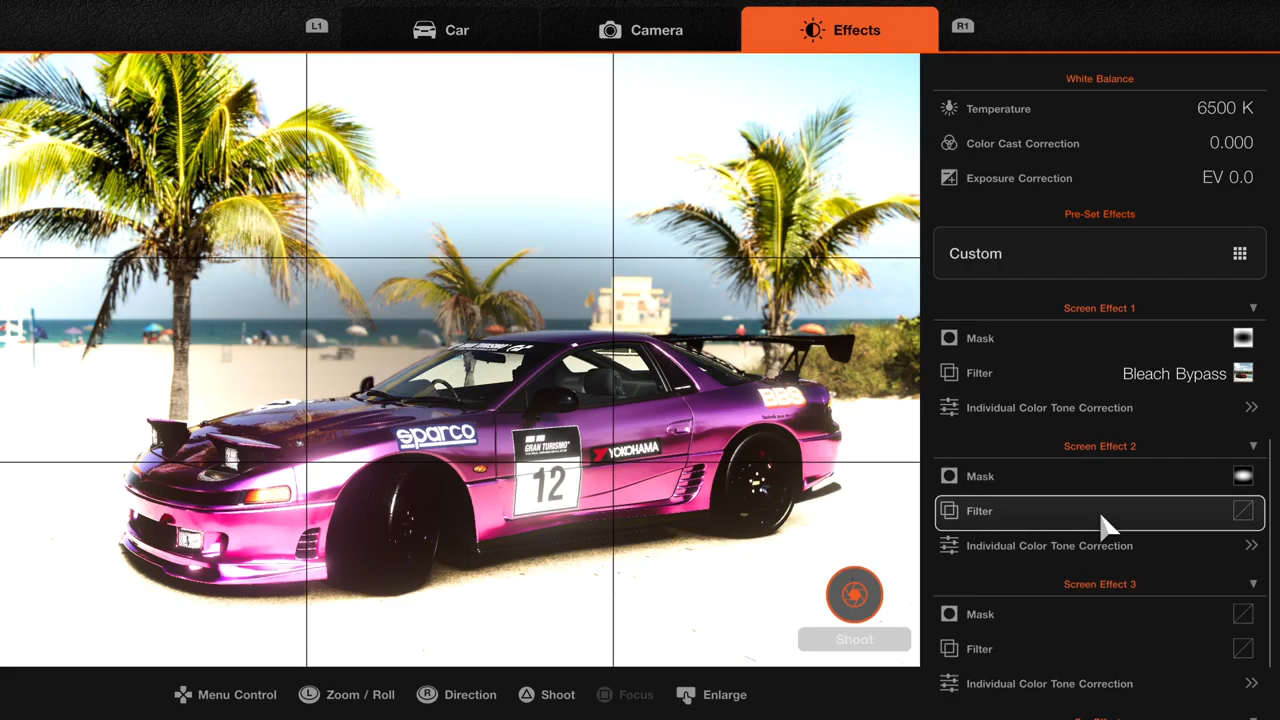 L1
Car
Camera
Effects
R1
White Balance
Temperature 6500 K
Color Cast Correction 0.000
Exposure Correction EV 0.0
Pre-Set Effects
Custom
Screen Effect 1
Mask
Filter Bleach Bypass
Individual Color Tone Correction
Screen Effect 2
Mask
Filter
Individual Color Tone Correction
Screen Effect 3
Mask
Filter
Individual Color Tone Correction
sparco
GRAN TURISMO
12
YOKOHAMA
BBS
Shoot
Menu Control
L Zoom / Roll
R Direction
Shoot
Focus
Enlarge